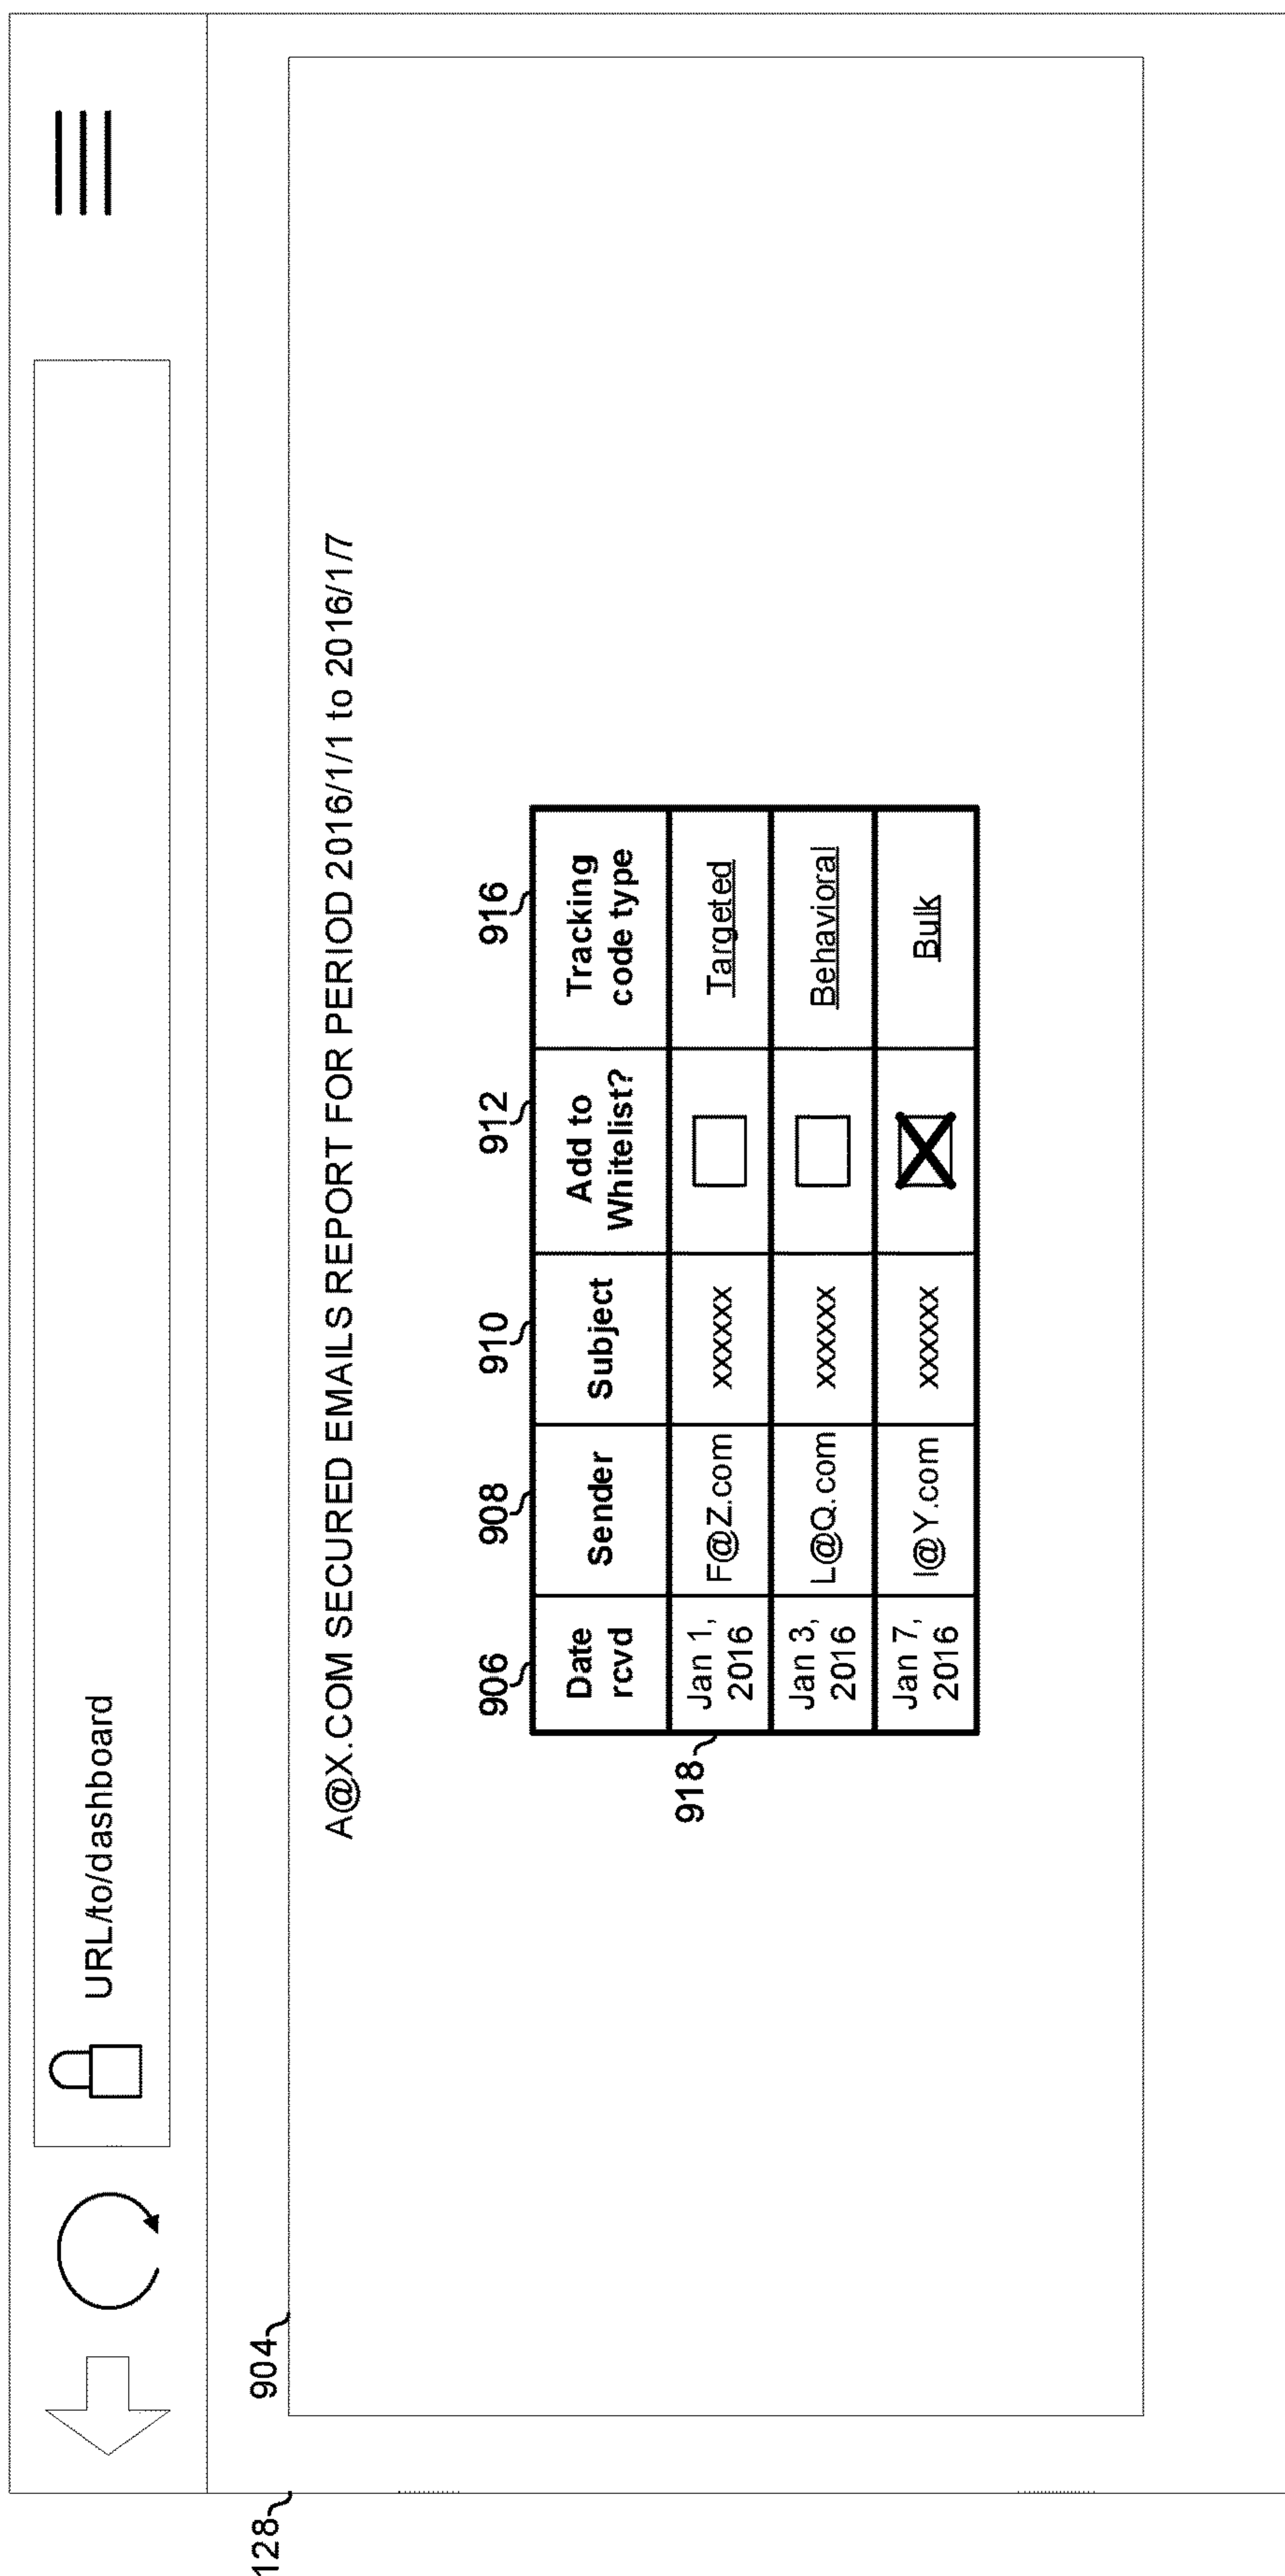 URL/to/dashboard
128
904
A@X.COM SECURED EMAILS REPORT FOR PERIOD 2016/1/1 to 2016/1/7
906 908 910 912 916
Date rcvd Sender Subject Add to Whitelist? Tracking code type
918
Jan 1, 2016 F@Z.com xxxxxx Targeted
Jan 3, 2016 L@Q.com xxxxxx Behavioral
Jan 7, 2016 I@Y.com xxxxxx Bulk